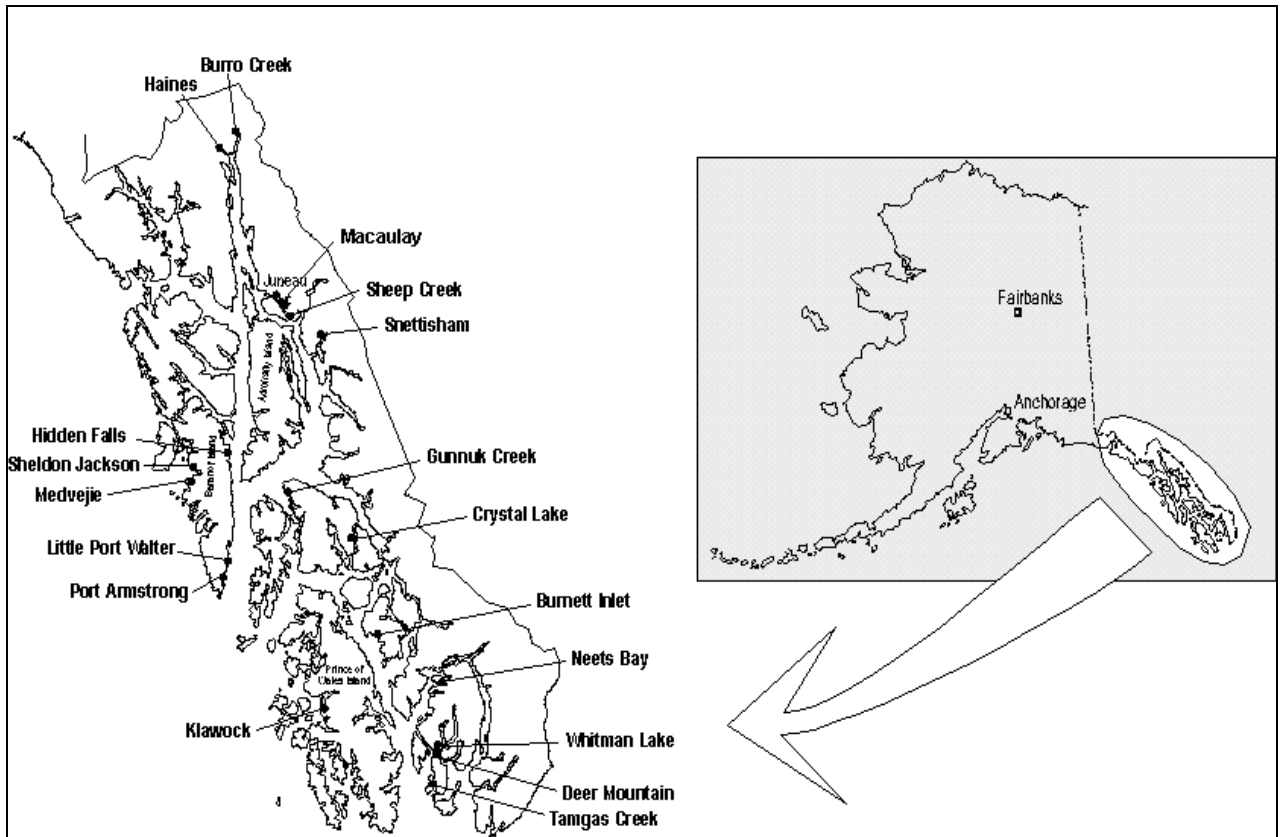 Burro Creek
Haines
Macaulay
Juneau
Sheep Creek
Snettisham
Admiralty Island
Hidden Falls
Sheldon Jackson
Medvejie
Baranof Island
Gunnuk Creek
Crystal Lake
Little Port Walter
Port Armstrong
Burnett Inlet
Neets Bay
Prince of
Wales Island
Klawock
Whitman Lake
Deer Mountain
Tamgas Creek
Fairbanks
Anchorage